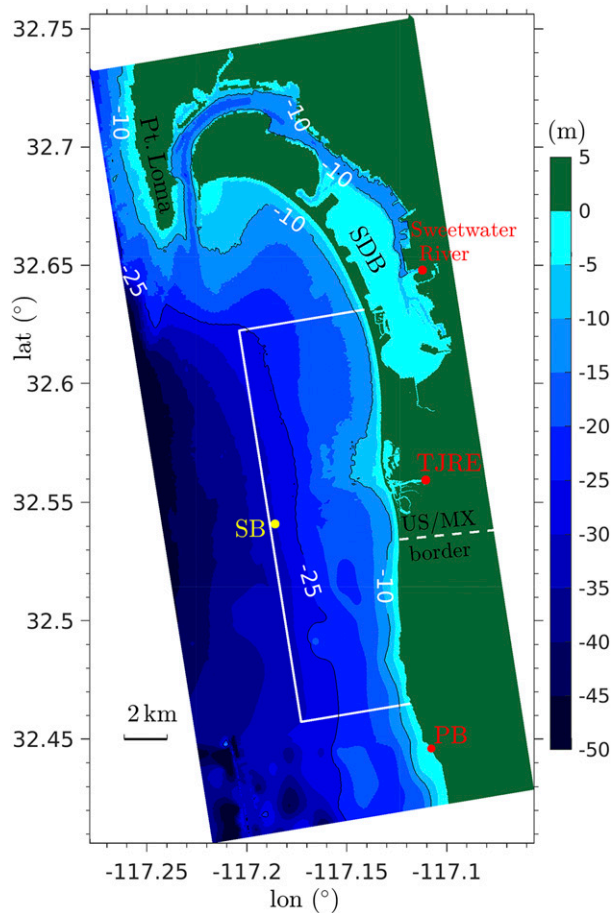 32.75
32.7
32.65
32.6
32.55
32.5
32.45
lat (°)
-10
Pt. Loma
-10
-10
-25
SDB
Sweetwater
River
TJRE
US/MX
border
SB
-25
-10
2 km
PB
-117.25
-117.2
-117.15
-117.1
lon (°)
(m)
5
0
-5
-10
-15
-20
-25
-30
-35
-40
-45
-50